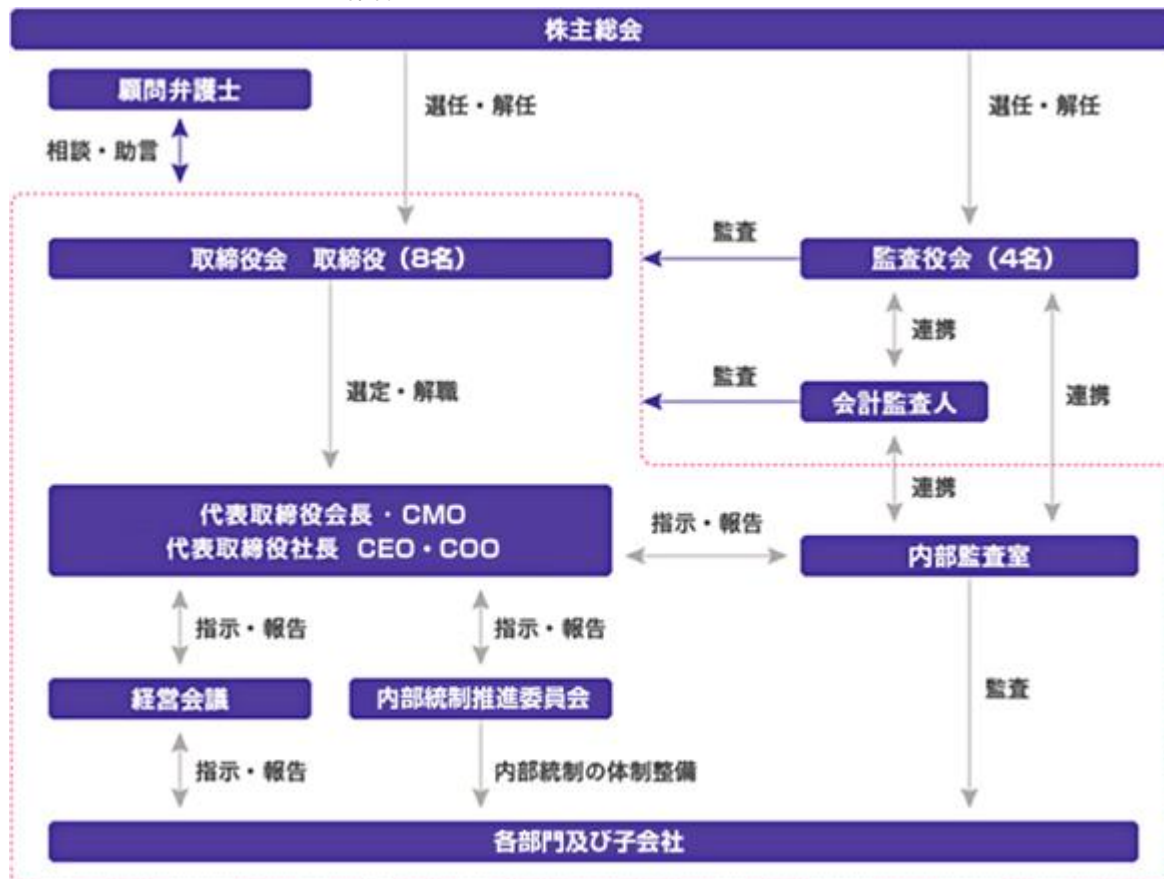 株主総会
顧問弁護士
選任・解任
選任・解任
相談・助言
取締役会　取締役（8名）
監査
監査役会（4名）
連携
選定・解職
監査
会計監査人
連携
連携
代表取締役会長・CMO
代表取締役社長 CEO・COO
指示・報告
内部監査室
指示・報告
指示・報告
経営会議
内部統制推進委員会
監査
指示・報告
内部統制の体制整備
各部門及び子会社